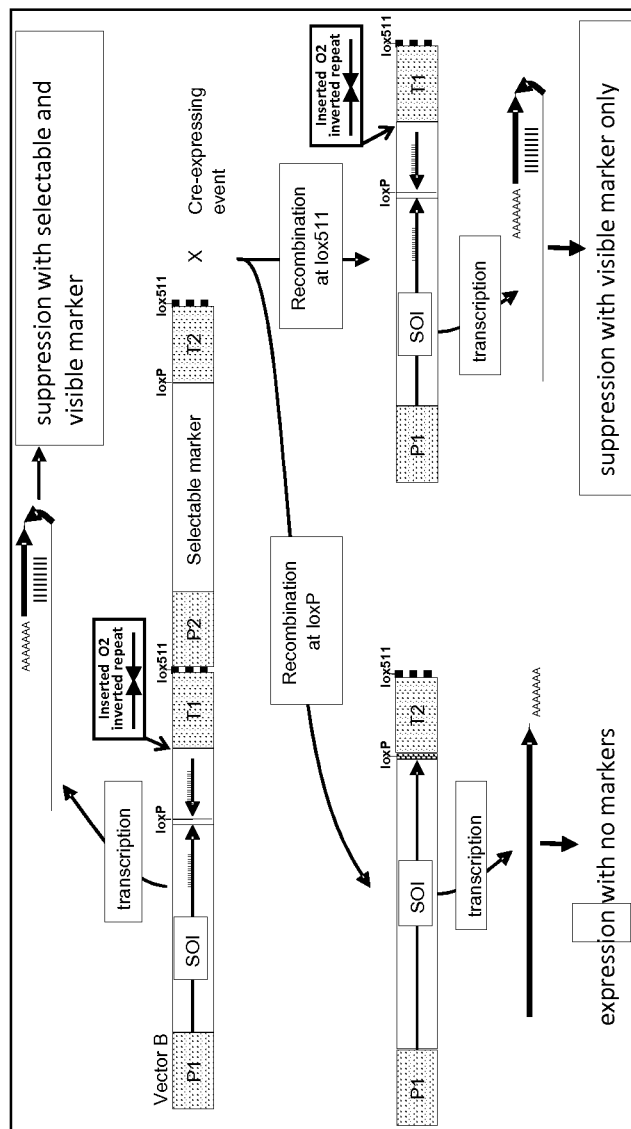 suppression with selectable and
visible marker
AAAAAAA
transcription
Inserted O2
inverted repeat
Vector B
P1
SOI
loxP
T1
lox511
P2
Selectable marker
loxP
T2
lox511
X
Cre-expressing
event
Recombination
at loxP
Recombination
at lox511
P1
SOI
loxP
T2
lox511
transcription
AAAAAAA
expression with no markers
Inserted O2
inverted repeat
P1
SOI
loxP
T1
lox511
transcription
AAAAAAA
suppression with visible marker only